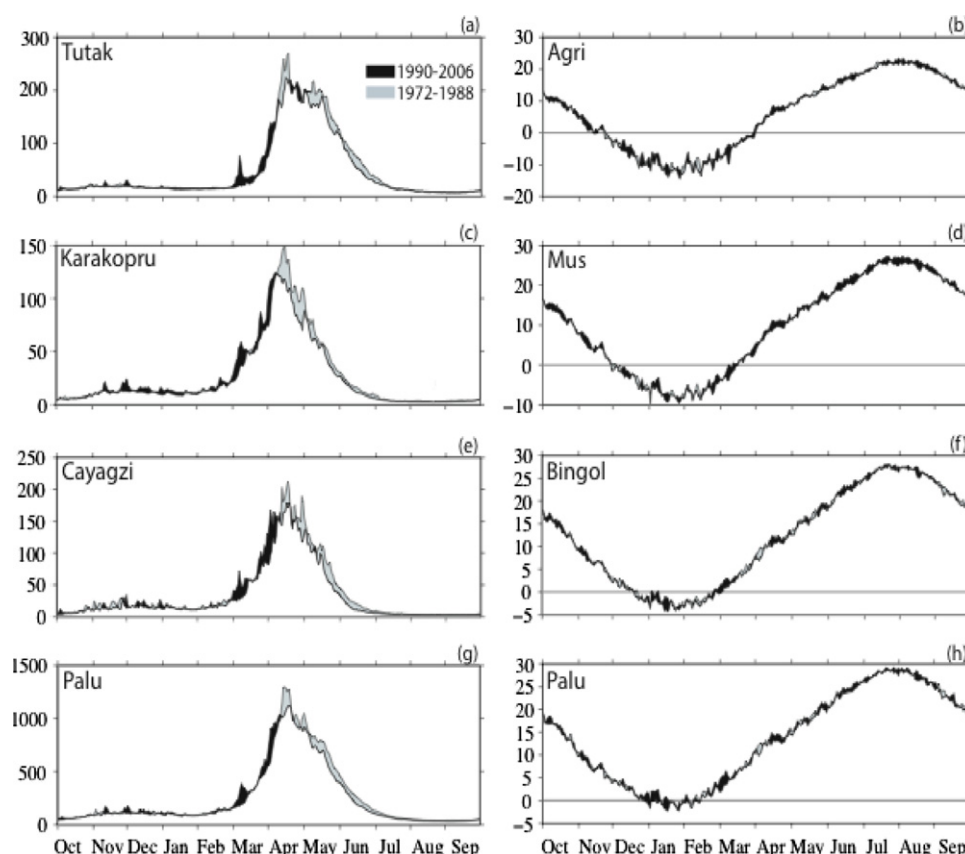 (a)
300
Tutak
1990-2006
1972-1988
200
100
0
(b)
30
Agri
20
10
0
−10
−20
(c)
150
Karakopru
100
50
0
(d)
30
Mus
20
10
0
−10
(e)
250
Cayagzi
200
150
100
50
0
(f)
30
Bingol
25
20
15
10
5
0
−5
(g)
1500
Palu
1000
500
0
Oct Nov Dec Jan Feb Mar Apr May Jun Jul Aug Sep
(h)
30
Palu
25
20
15
10
5
0
−5
Oct Nov Dec Jan Feb Mar Apr May Jun Jul Aug Sep